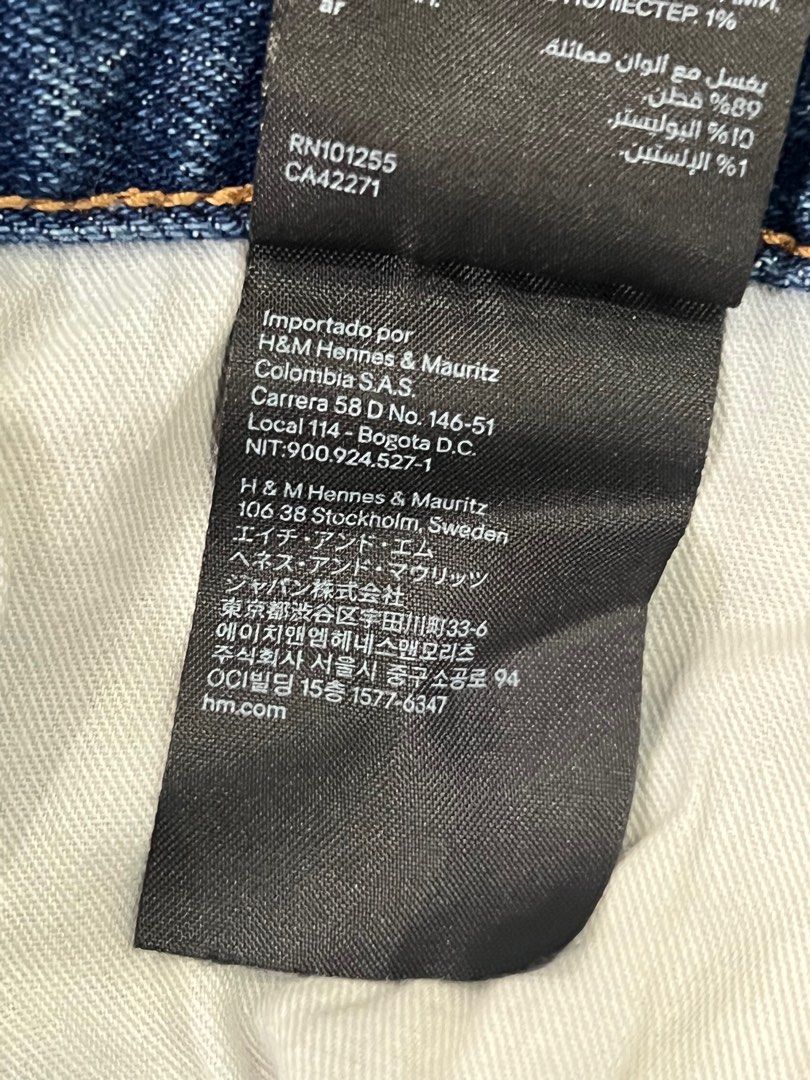 ПОЛІЕСТЕР. 1%
ar
يغسل مع ألوان مماثلة.
89% قطن.
10% البوليستر.
1% الإلستين.
RN101255
CA42271
Importado por
H&M Hennes & Mauritz
Colombia S.A.S.
Carrera 58 D No. 146-51
Local 114 - Bogota D.C.
NIT:900.924.527-1
H & M Hennes & Mauritz
106 38 Stockholm, Sweden
エイチ・アンド・エム
ヘネス・アンド・マウリッツ
ジャパン株式会社
東京都渋谷区宇田川町33-6
에이치앤엠헤네스앤모리츠
주식회사 서울시 중구 소공로 94
OCI빌딩 15층 1577-6347
hm.com